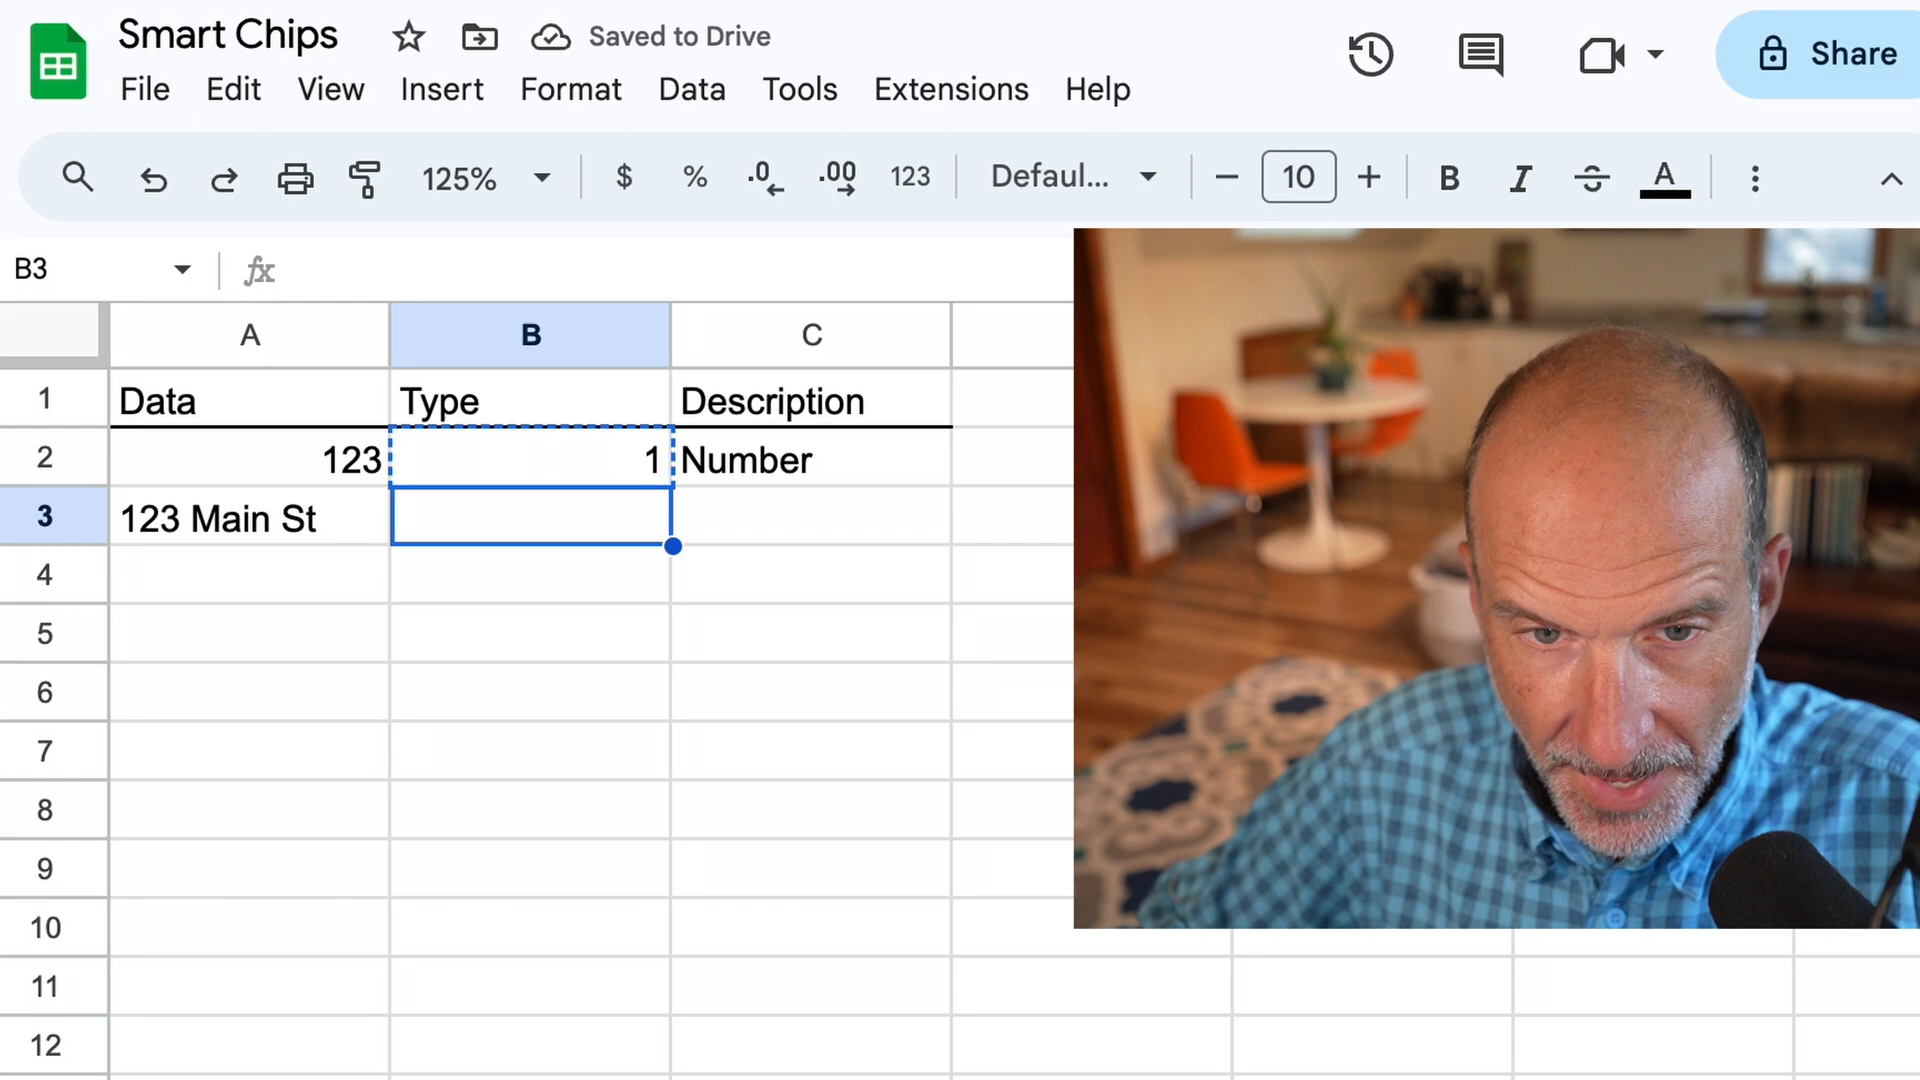 Smart Chips Saved to Drive
File Edit View Insert Format Data Tools Extensions Help
Share
125% $ % .0 .00 123 Defaul... 10 B I A
B3 fx
A B C
1 Data Type Description
2 123 1 Number
3 123 Main St
4
5
6
7
8
9
10
11
12